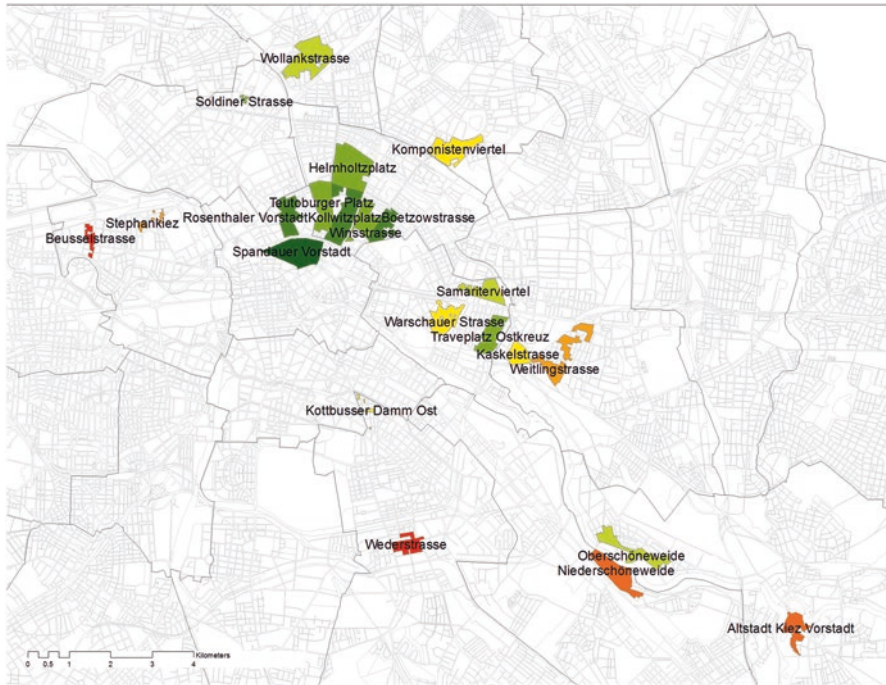 Wollankstrasse
Soldiner Strasse
Komponistenviertel
Helmholtzplatz
Teutoburger Platz
Stephankiez
Rosenthaler Vorstadt Kollwitzplatz Boetzowstrasse
Beusselstrasse
Winsstrasse
Spandauer Vorstadt
Samariterviertel
Warschauer Strasse
Traveplatz Ostkreuz
Kaskelstrasse
Weitlingstrasse
Kottbusser Damm Ost
Wederstrasse
Oberschöneweide
Niederschöneweide
Altstadt Kiez Vorstadt
Kilometers
0 0.5 1 2 3 4